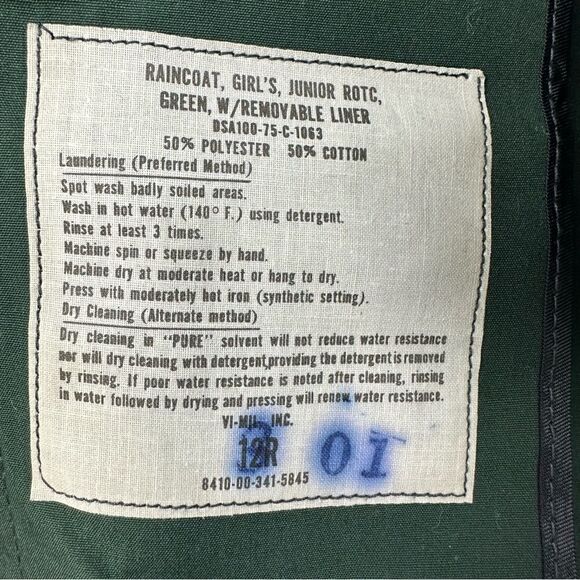 RAINCOAT, GIRL'S, JUNIOR ROTC,
GREEN, W/REMOVABLE LINER
DSA100-75-C-1063
50% POLYESTER 50% COTTON
Laundering (Preferred Method)
Spot wash badly soiled areas.
Wash in hot water (140° F.) using detergent.
Rinse at least 3 times.
Machine spin or squeeze by hand.
Machine dry at moderate heat or hang to dry.
Press with moderately hot iron (synthetic setting).
Dry Cleaning (Alternate method)
Dry cleaning in "PURE" solvent will not reduce water resistance
nor will dry cleaning with detergent,providing the detergent is removed
by rinsing. If poor water resistance is noted after cleaning, rinsing
in water followed by drying and pressing will renew water resistance.
VI-MIL, INC.
12R 01
8410-00-341-5845